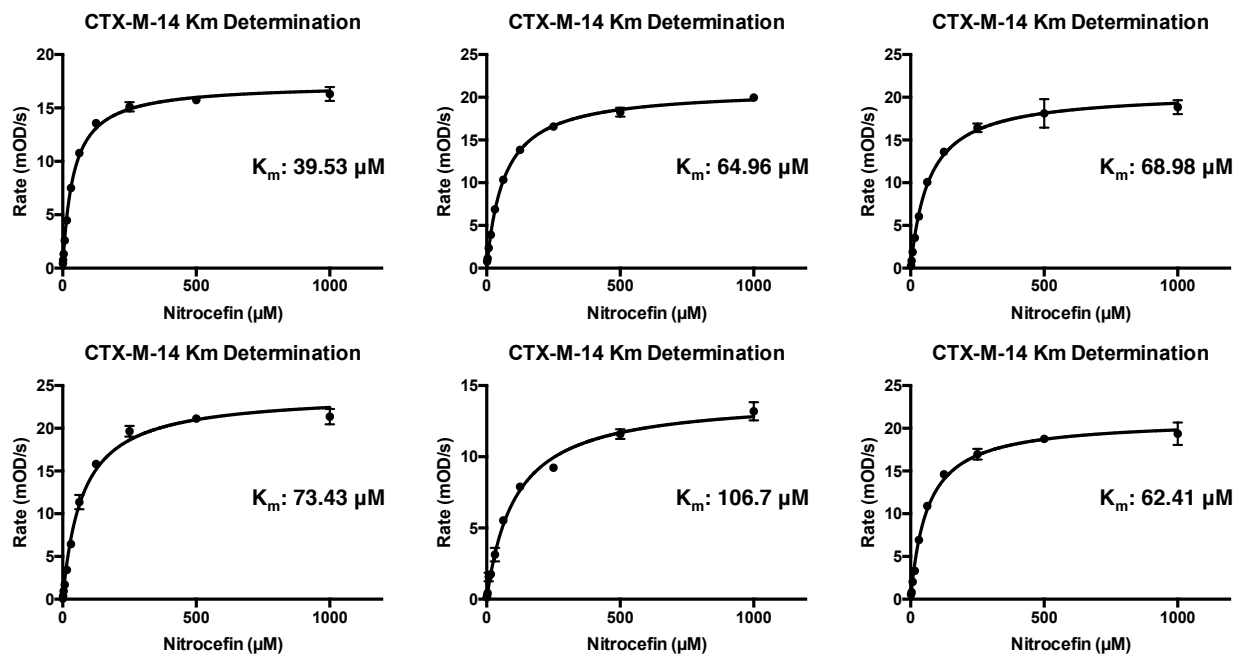 CTX-M-14 Km Determination
20
15
10
5
0
Rate (mOD/s)
Km: 39.53 µM
0 500 1000
Nitrocefin (µM)
CTX-M-14 Km Determination
25
20
15
10
5
0
Rate (mOD/s)
Km: 64.96 µM
0 500 1000
Nitrocefin (µM)
CTX-M-14 Km Determination
25
20
15
10
5
0
Rate (mOD/s)
Km: 68.98 µM
0 500 1000
Nitrocefin (µM)
CTX-M-14 Km Determination
25
20
15
10
5
0
Rate (mOD/s)
Km: 73.43 µM
0 500 1000
Nitrocefin (µM)
CTX-M-14 Km Determination
15
10
5
0
Rate (mOD/s)
Km: 106.7 µM
0 500 1000
Nitrocefin (µM)
CTX-M-14 Km Determination
25
20
15
10
5
0
Rate (mOD/s)
Km: 62.41 µM
0 500 1000
Nitrocefin (µM)